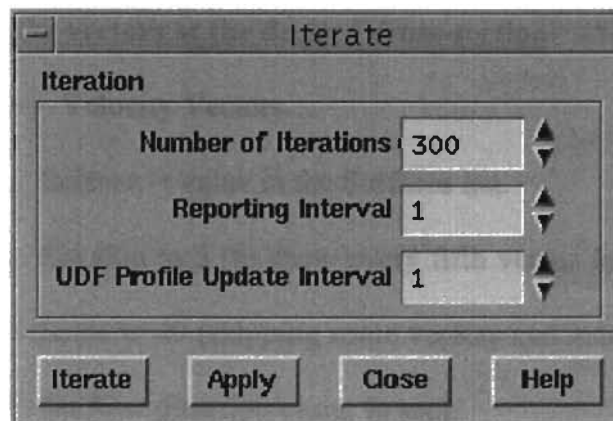 Iterate
Iteration
Number of Iterations 300
Reporting Interval 1
UDF Profile Update Interval 1
Iterate Apply Close Help